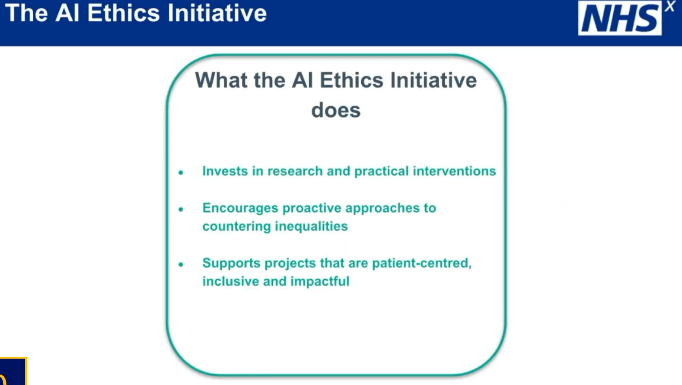 The AI Ethics Initiative
NHS X
What the AI Ethics Initiative
does
• Invests in research and practical interventions
• Encourages proactive approaches to
countering inequalities
• Supports projects that are patient-centred,
inclusive and impactful